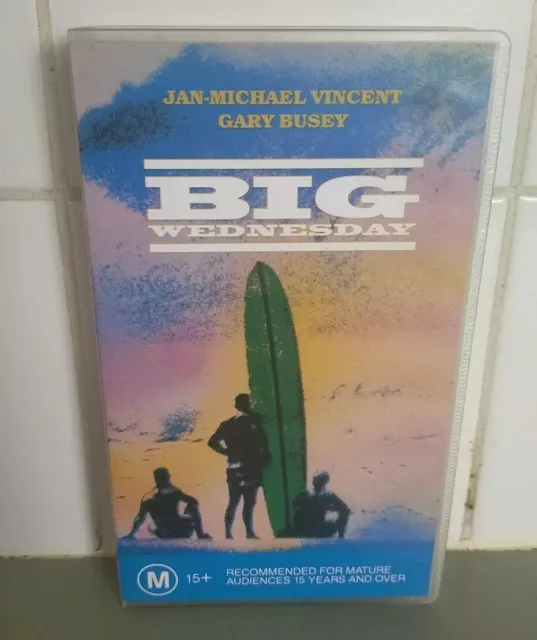 JAN-MICHAEL VINCENT
GARY BUSEY
BIG
WEDNESDAY
M 15+ RECOMMENDED FOR MATURE
AUDIENCES 15 YEARS AND OVER